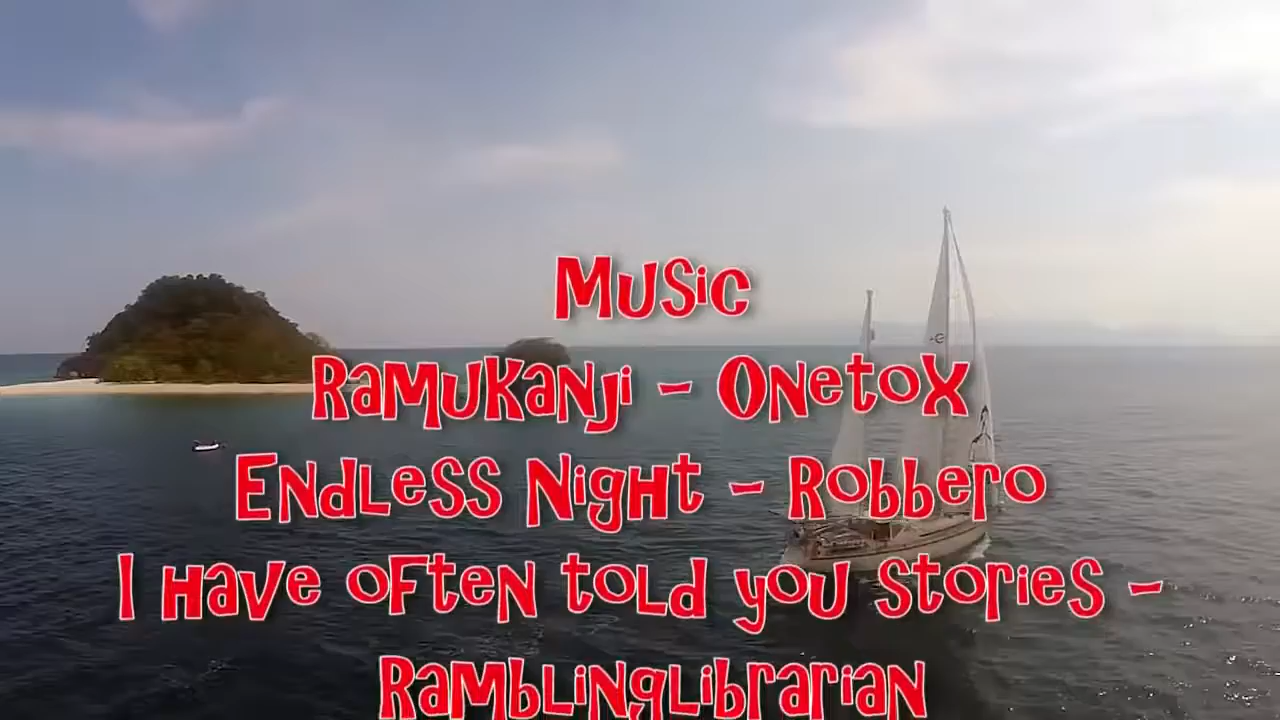 Music
Ramukanji - Onetox
Endless Night - Robbero
I have often told you stories -
Ramblinglibrarian